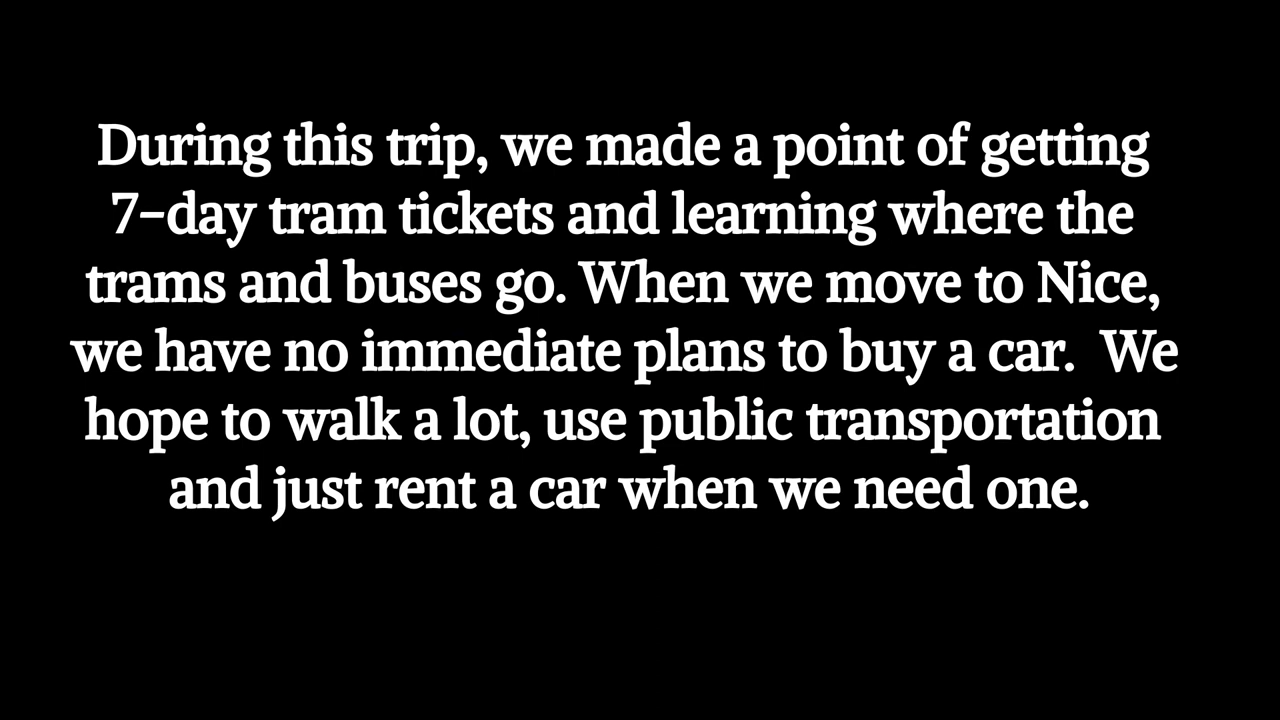 During this trip, we made a point of getting
7-day tram tickets and learning where the
trams and buses go. When we move to Nice,
we have no immediate plans to buy a car.  We
hope to walk a lot, use public transportation
and just rent a car when we need one.